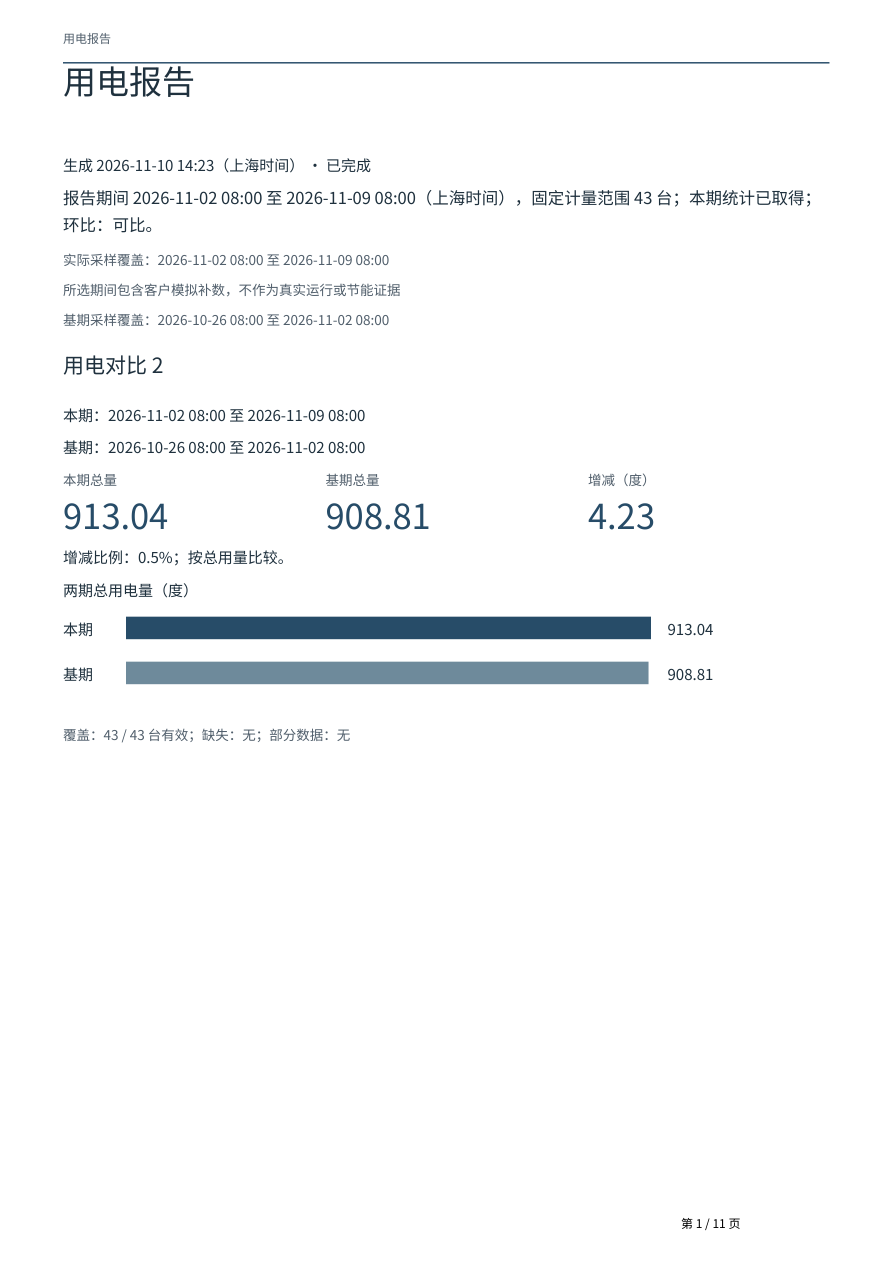 用电报告
用电报告
生成 2026-11-10 14:23（上海时间） · 已完成
报告期间 2026-11-02 08:00 至 2026-11-09 08:00（上海时间），固定计量范围 43 台；本期统计已取得；
环比：可比。
实际采样覆盖：2026-11-02 08:00 至 2026-11-09 08:00
所选期间包含客户模拟补数，不作为真实运行或节能证据
基期采样覆盖：2026-10-26 08:00 至 2026-11-02 08:00
用电对比 2
本期：2026-11-02 08:00 至 2026-11-09 08:00
基期：2026-10-26 08:00 至 2026-11-02 08:00
本期总量 基期总量 增减（度）
913.04 908.81 4.23
增减比例：0.5%；按总用量比较。
两期总用电量（度）
本期 913.04
基期 908.81
覆盖：43 / 43 台有效；缺失：无；部分数据：无
第 1 / 11 页